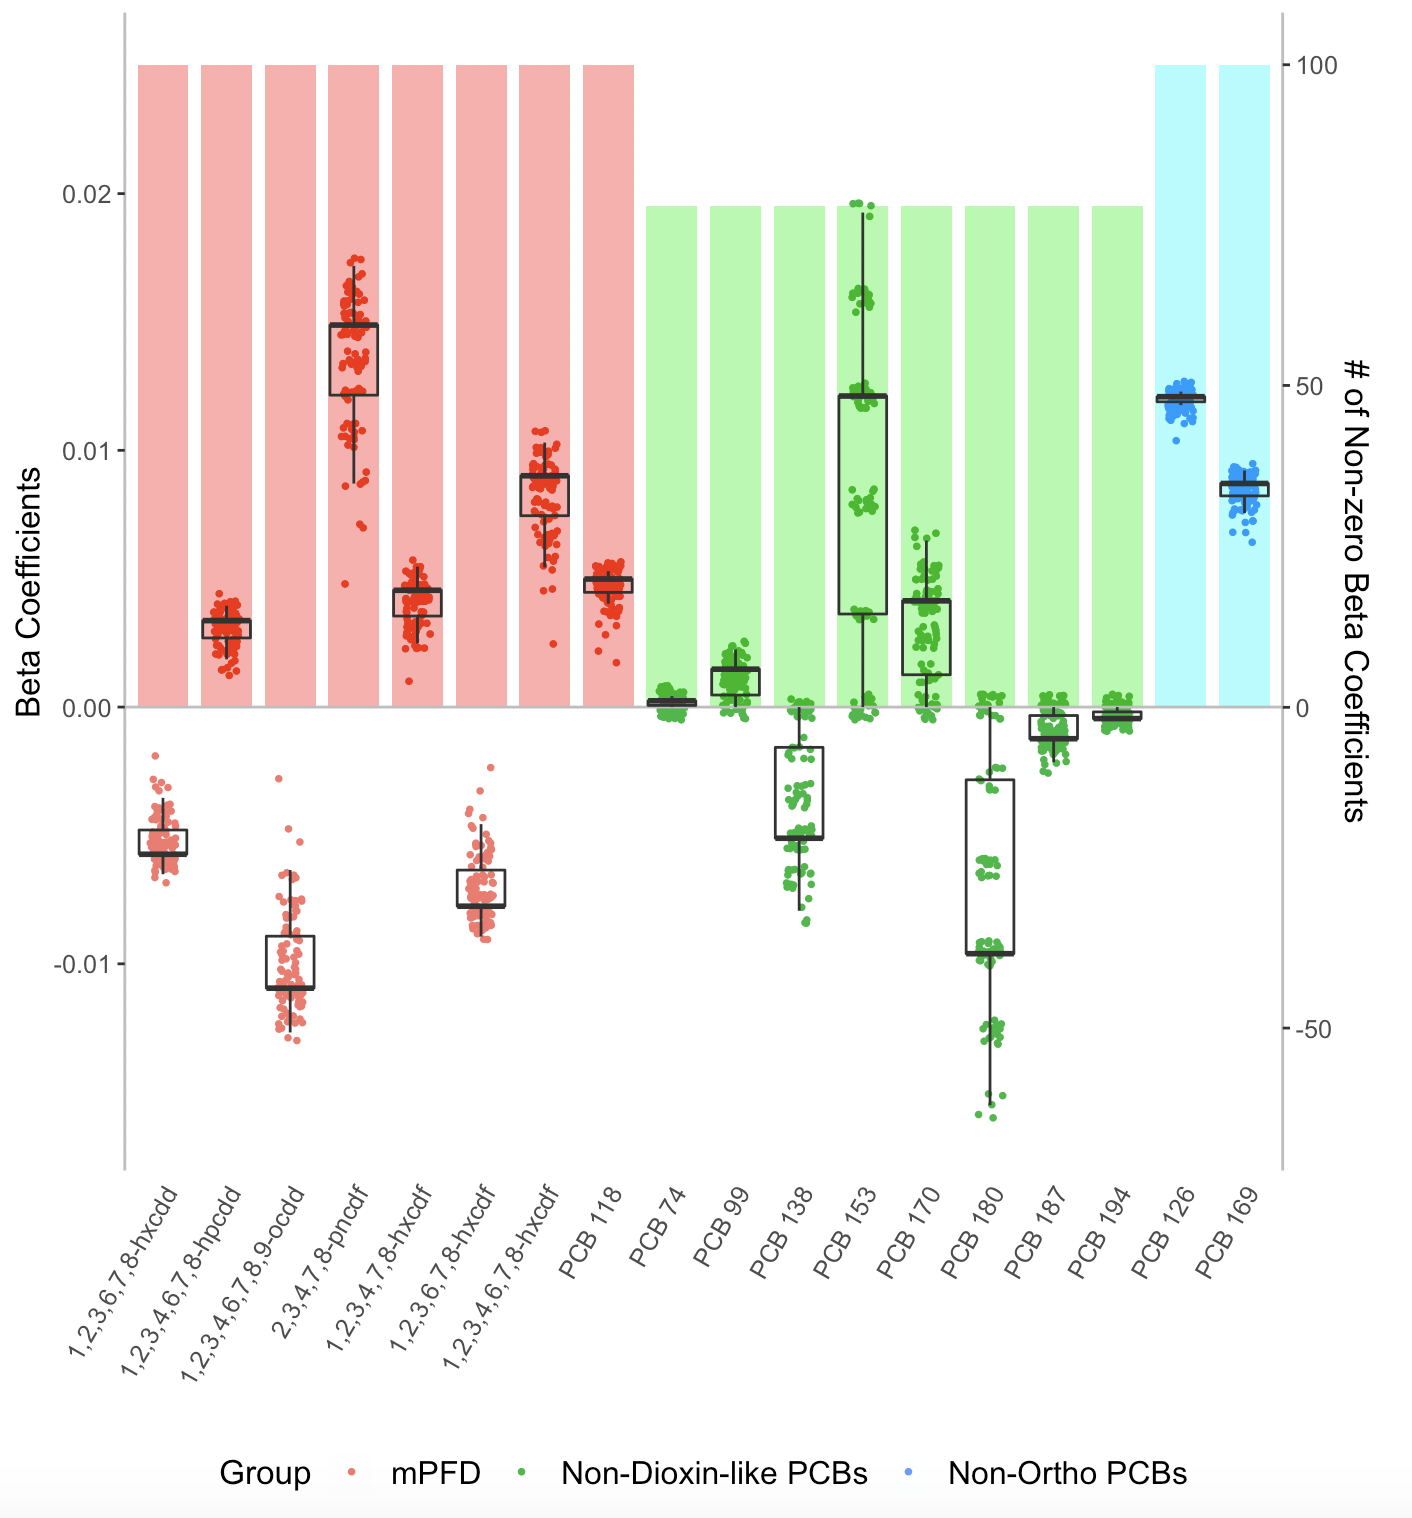 0.02
0.01
0.00
-0.01
Beta Coefficients
100
50
0
-50
# of Non-zero Beta Coefficients
1,2,3,6,7,8-hxcdd
1,2,3,4,6,7,8-hpcdd
1,2,3,4,6,7,8,9-ocdd
2,3,4,7,8-pncdf
1,2,3,4,7,8-hxcdf
1,2,3,6,7,8-hxcdf
1,2,3,4,6,7,8-hxcdf
PCB 118
PCB 74
PCB 99
PCB 138
PCB 153
PCB 170
PCB 180
PCB 187
PCB 194
PCB 126
PCB 169
Group mPFD Non-Dioxin-like PCBs Non-Ortho PCBs